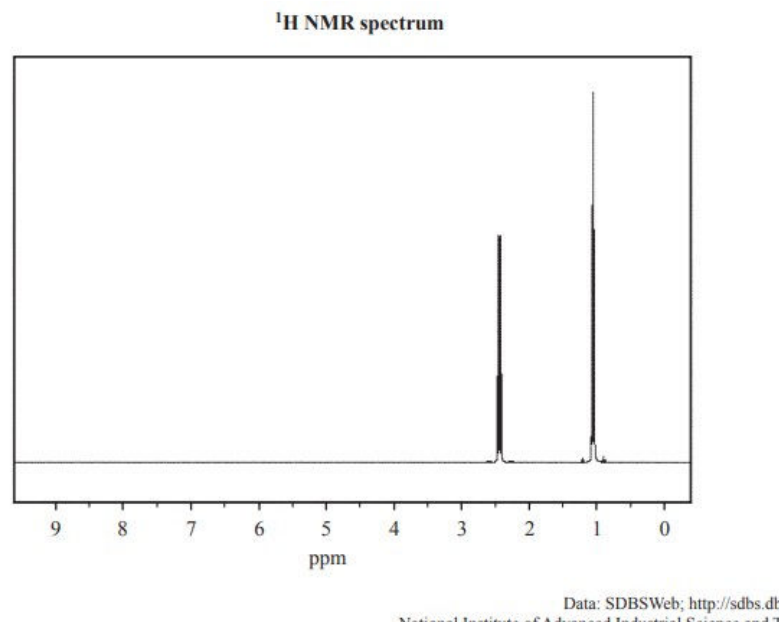 ¹H NMR spectrum
9 8 7 6 5 4 3 2 1 0
ppm
Data: SDBSWeb; http://sdbs.db
National Institute of Advanced Industrial Science and